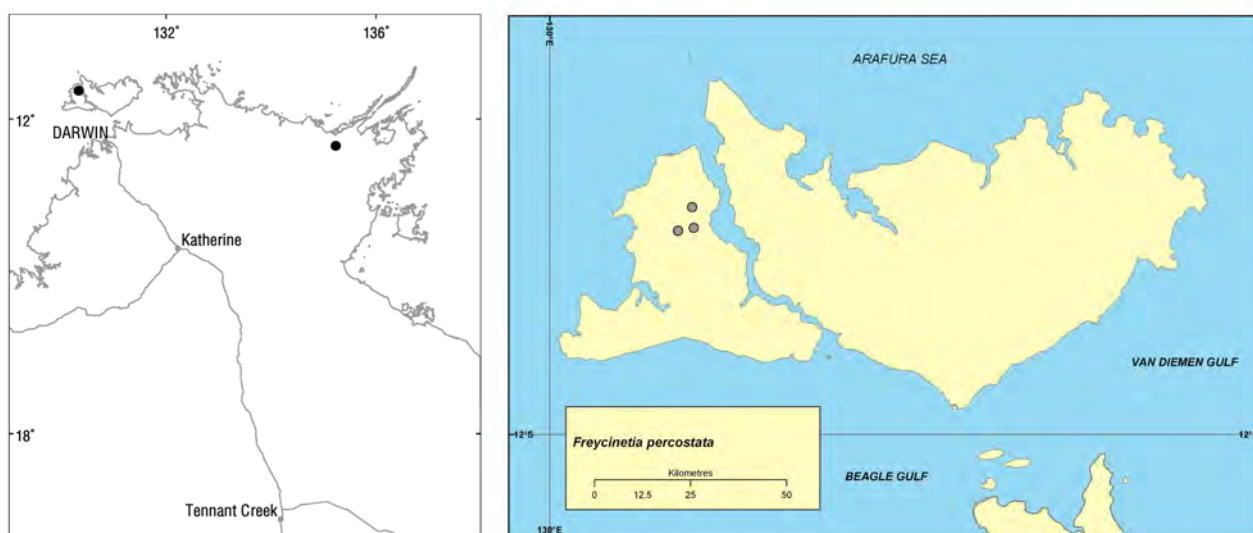 132°
136°
12°
DARWIN
Katherine
18°
Tennant Creek
130°E
ARAFURA SEA
VAN DIEMEN GULF
12°S
12°
Freycinetia percostata
Kilometres
0 12.5 25 50
BEAGLE GULF
130°E